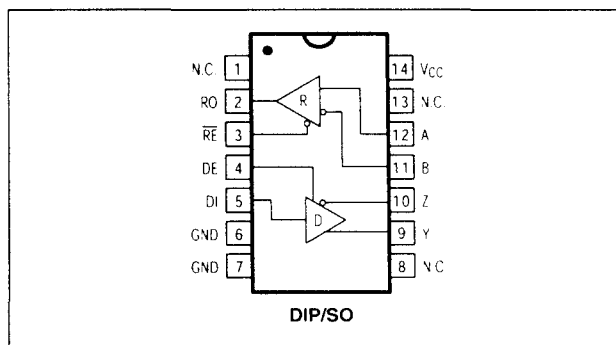 N.C. 1 14 VCC
RO 2 R 13 N.C.
RE 3 12 A
DE 4 11 B
DI 5 D 10 Z
GND 6 9 Y
GND 7 8 N.C
DIP/SO